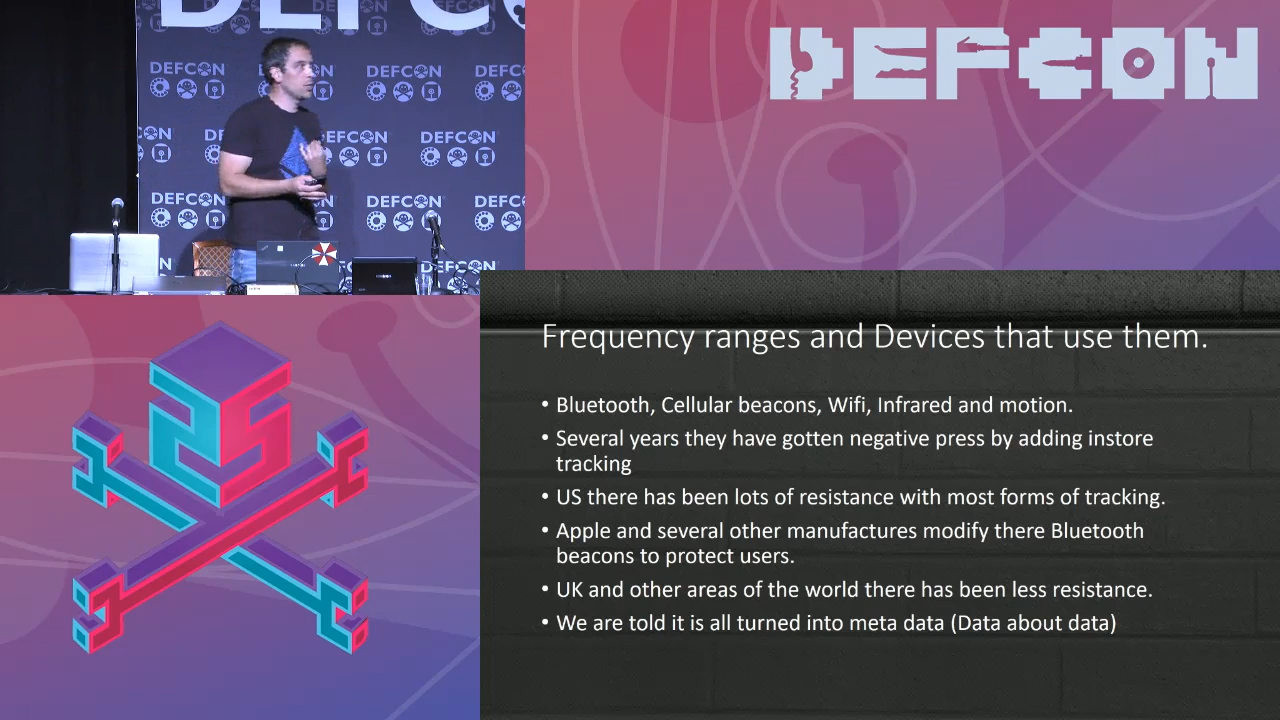 DEFCON
DEFCON
DEFCON DEFCON DEFCON
DEFCON DEFCON
DEFCON DEFCON DEFCON
DEFCON
Frequency ranges and Devices that use them.
• Bluetooth, Cellular beacons, Wifi, Infrared and motion.
• Several years they have gotten negative press by adding instore
tracking
• US there has been lots of resistance with most forms of tracking.
• Apple and several other manufactures modify there Bluetooth
beacons to protect users.
• UK and other areas of the world there has been less resistance.
• We are told it is all turned into meta data (Data about data)